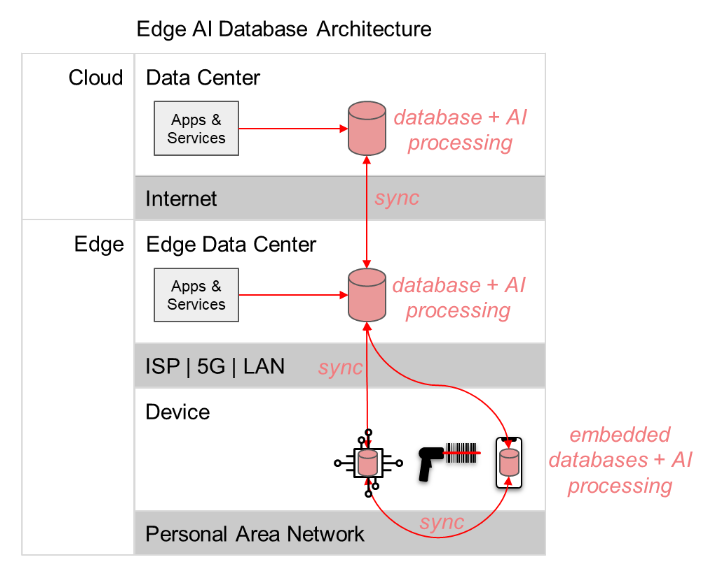 Edge AI Database Architecture
Cloud
Data Center
Apps &
Services
database + AI
processing
Internet
sync
Edge
Edge Data Center
Apps &
Services
database + AI
processing
ISP | 5G | LAN
sync
Device
embedded
databases + AI
processing
Personal Area Network
sync